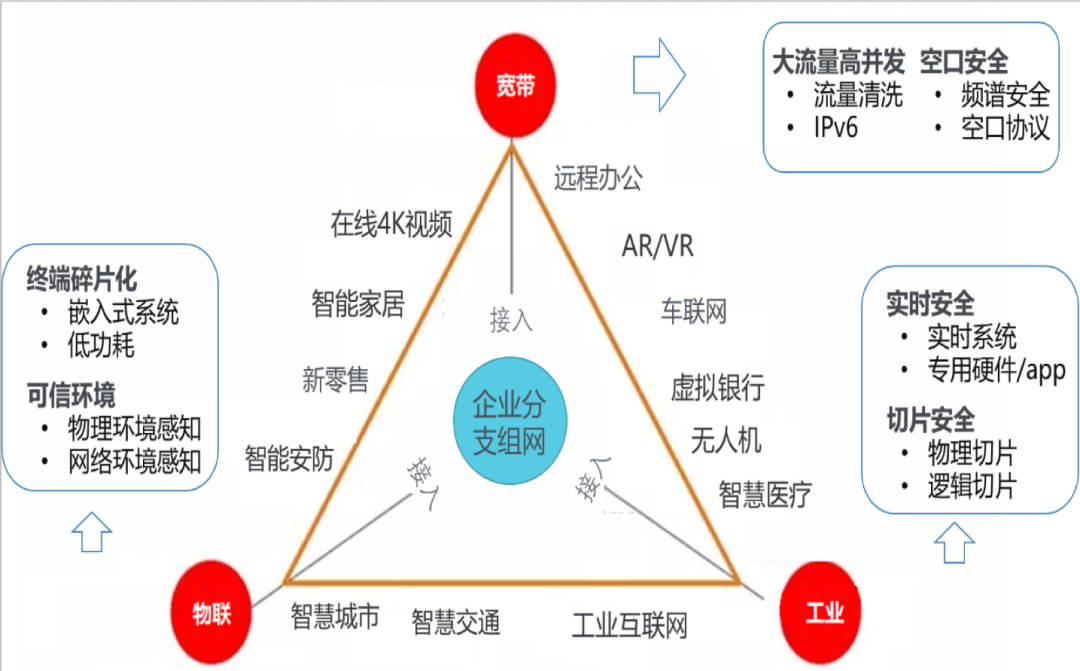 宽带
大流量高并发 空口安全
• 流量清洗 • 频谱安全
• IPv6 • 空口协议
远程办公
在线4K视频
AR/VR
智能家居
车联网
接入
新零售
虚拟银行
企业分
支组网
无人机
智能安防
接入
接入
智慧医疗
终端碎片化
• 嵌入式系统
• 低功耗
可信环境
• 物理环境感知
• 网络环境感知
实时安全
• 实时系统
• 专用硬件/app
切片安全
• 物理切片
• 逻辑切片
物联
智慧城市
智慧交通
工业互联网
工业